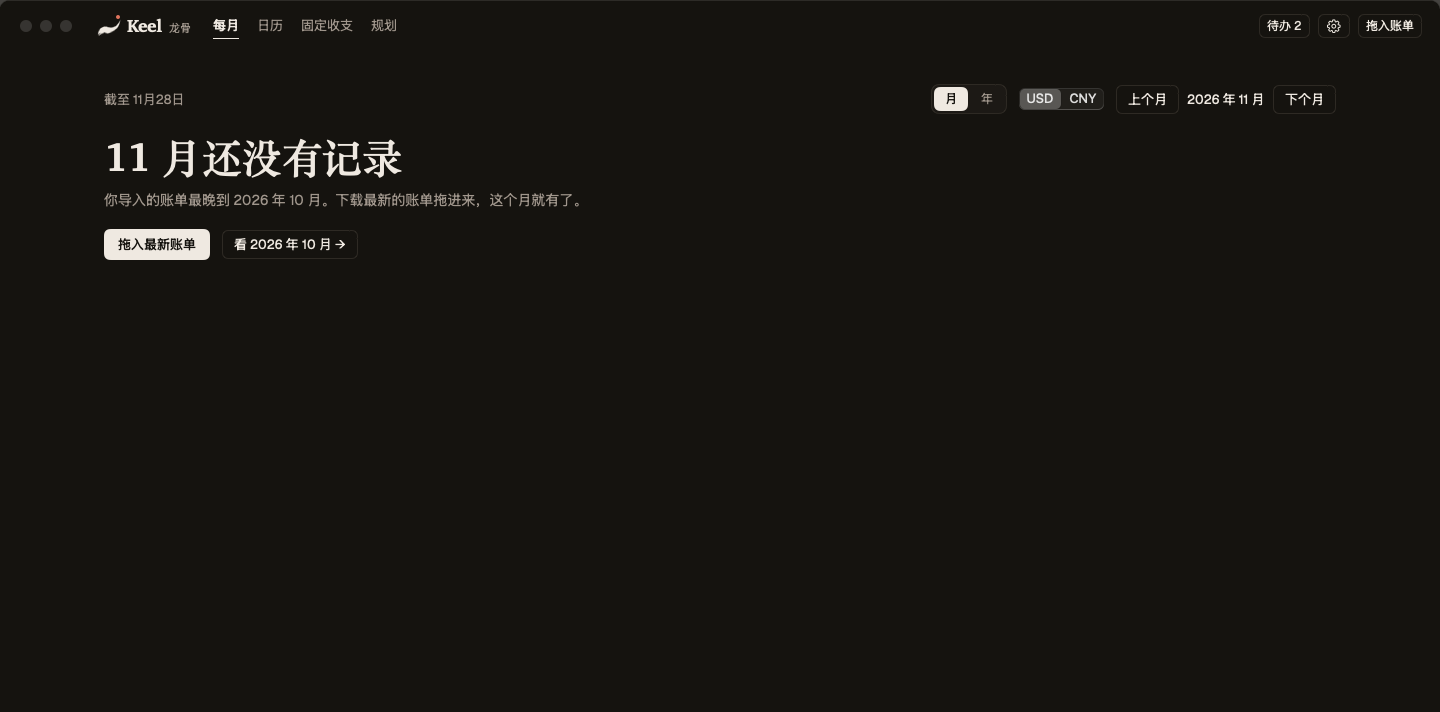 Keel 龙骨 每月 日历 固定收支 规划 待办 2 拖入账单
截至 11月28日 月 年 USD CNY 上个月 2026 年 11 月 下个月
11 月还没有记录
你导入的账单最晚到 2026 年 10 月。下载最新的账单拖进来，这个月就有了。
拖入最新账单 看 2026 年 10 月 →